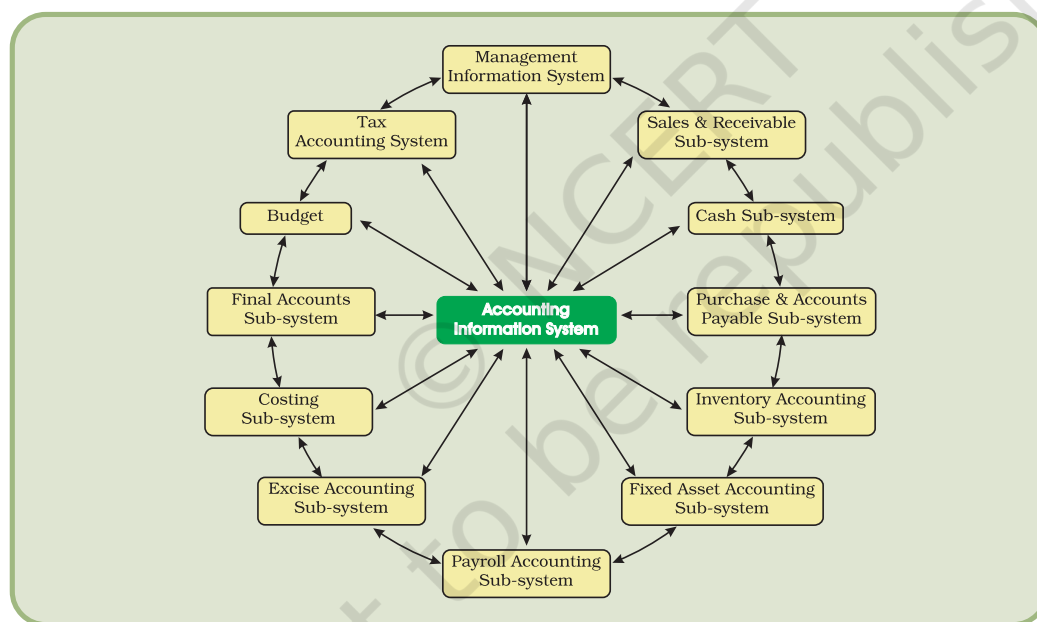 Management
Information System
Tax
Accounting System
Sales & Receivable
Sub-system
Budget
Cash Sub-system
Final Accounts
Sub-system
Accounting
Information System
Purchase & Accounts
Payable Sub-system
Costing
Sub-system
Inventory Accounting
Sub-system
Excise Accounting
Sub-system
Fixed Asset Accounting
Sub-system
Payroll Accounting
Sub-system
© NCERT
to be republis